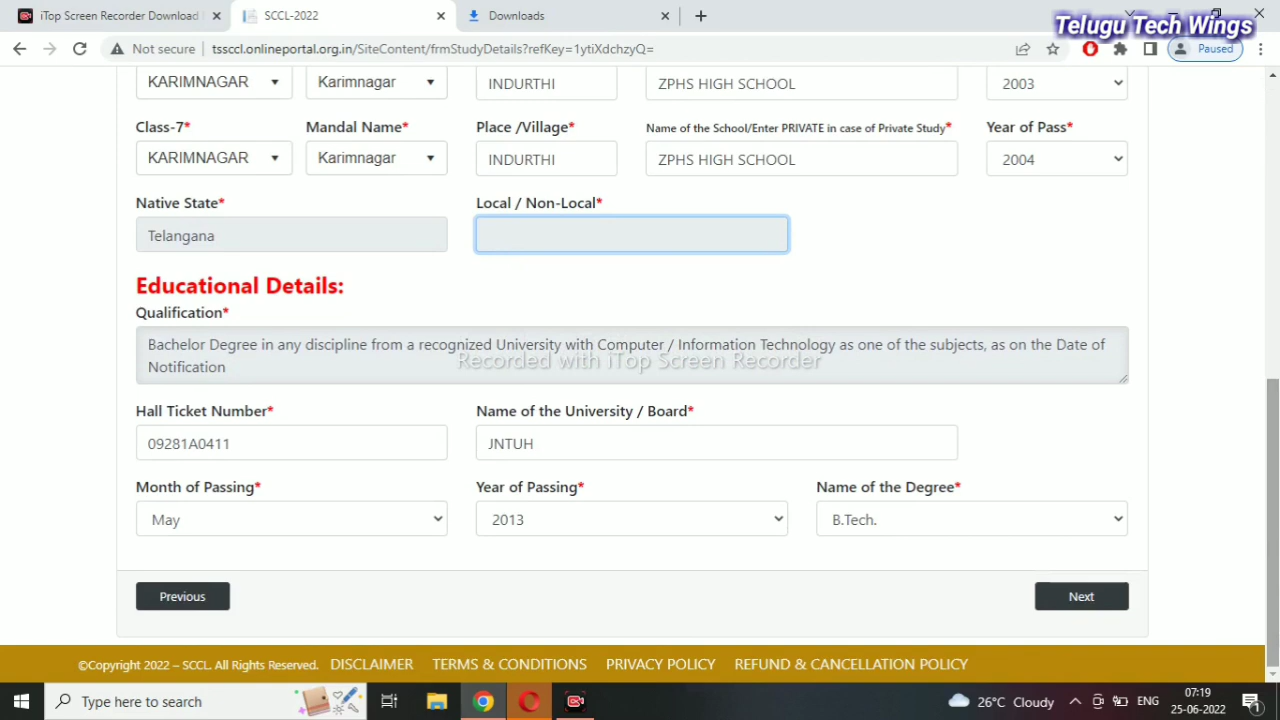 iTop Screen Recorder Download
SCCL-2022
Downloads
Telugu Tech Wings
Not secure
tssccl.onlineportal.org.in/SiteContent/frmStudyDetails?refKey=1ytiXdchzyQ=
Paused
KARIMNAGAR Karimnagar INDURTHI ZPHS HIGH SCHOOL 2003
Class-7* Mandal Name* Place /Village* Name of the School/Enter PRIVATE in case of Private Study* Year of Pass*
KARIMNAGAR Karimnagar INDURTHI ZPHS HIGH SCHOOL 2004
Native State* Local / Non-Local*
Telangana
Educational Details:
Qualification*
Bachelor Degree in any discipline from a recognized University with Computer / Information Technology as one of the subjects, as on the Date of
Notification
Recorded with iTop Screen Recorder
Hall Ticket Number* Name of the University / Board*
09281A0411 JNTUH
Month of Passing* Year of Passing* Name of the Degree*
May 2013 B.Tech.
Previous Next
©Copyright 2022 – SCCL. All Rights Reserved. DISCLAIMER TERMS & CONDITIONS PRIVACY POLICY REFUND & CANCELLATION POLICY
Type here to search
26°C Cloudy
ENG
07:19
25-06-2022
1